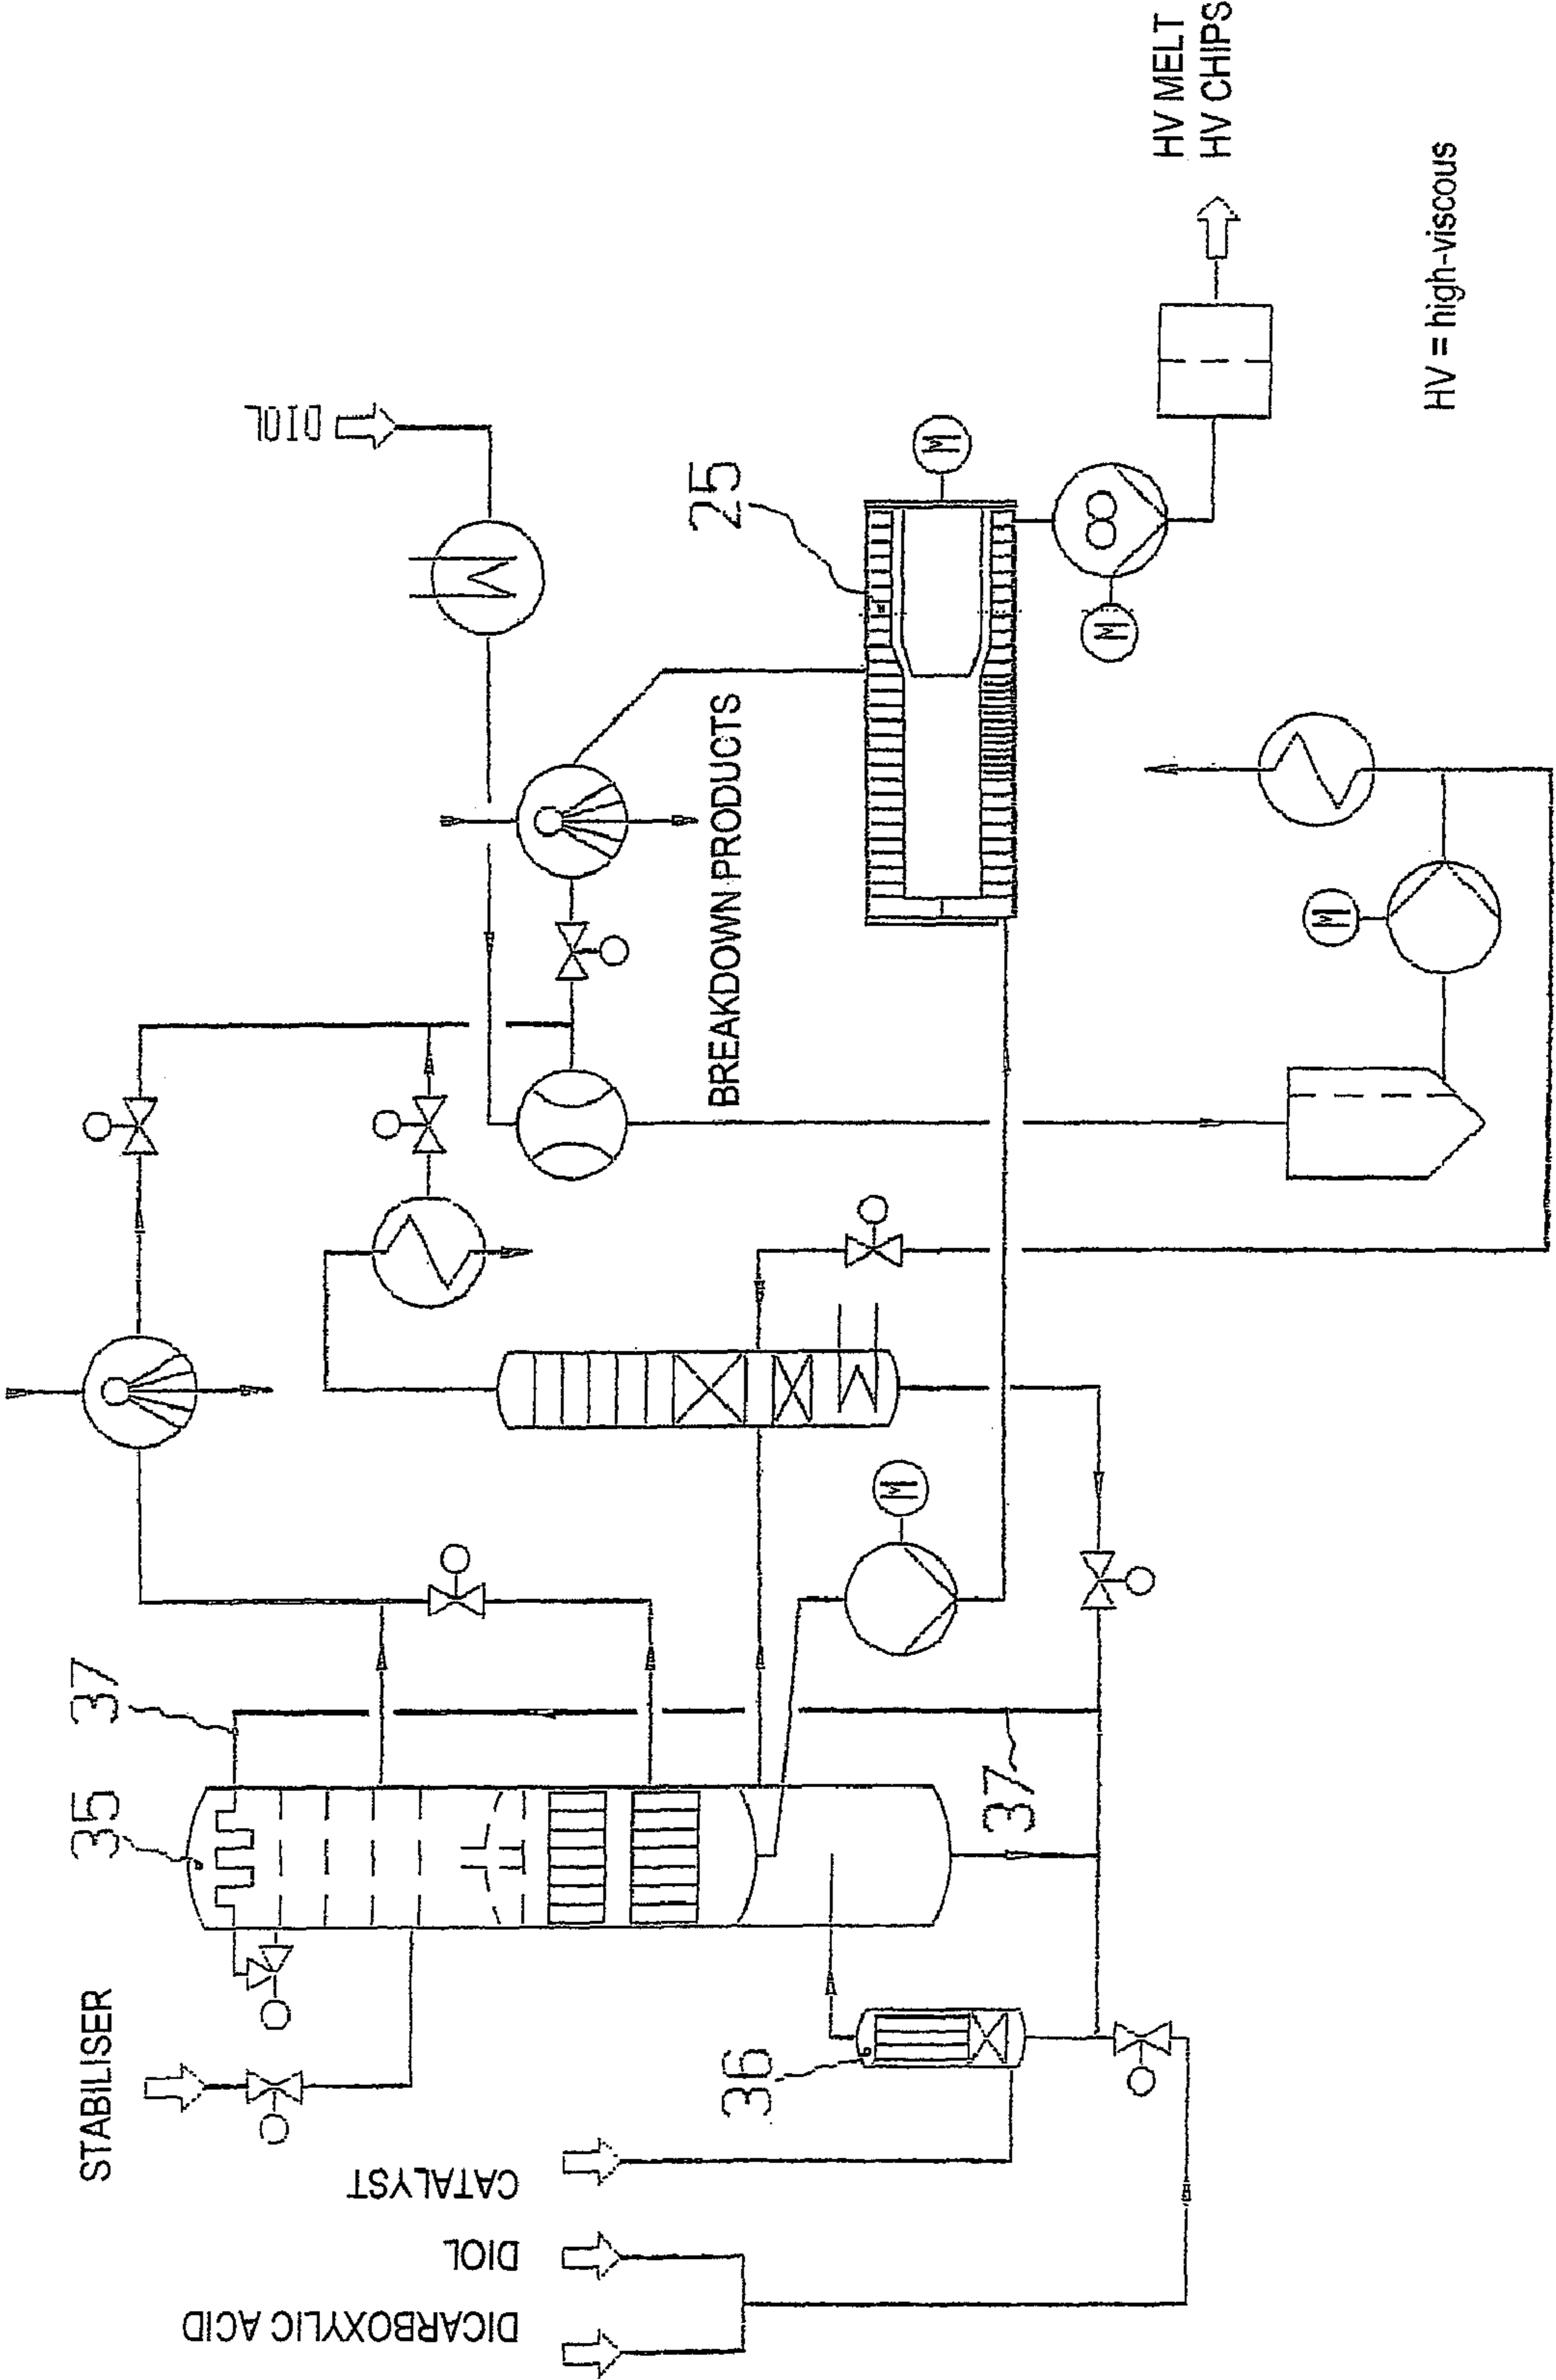 STABILISER
DICARBOXYLIC ACID
DIOL
CATALYST
35
37
36
37
DIOL
25
BREAKDOWN PRODUCTS
M
M
M
M
HV MELT
HV CHIPS
HV = high-viscous